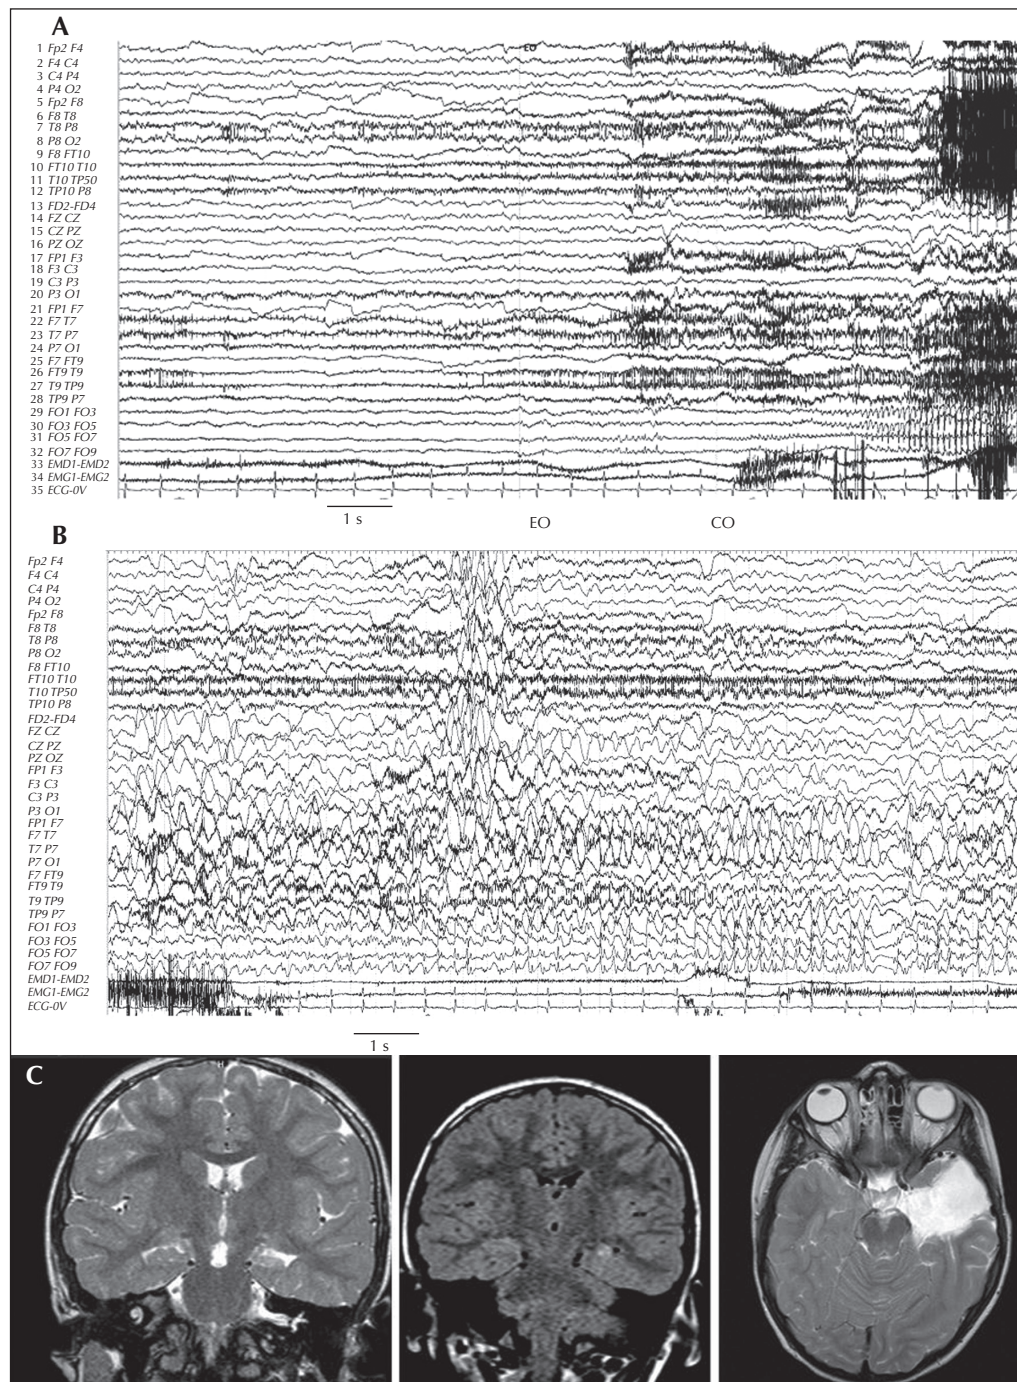 A
1 Fp2 F4
2 F4 C4
3 C4 P4
4 P4 O2
5 Fp2 F8
6 F8 T8
7 T8 P8
8 P8 O2
9 F8 FT10
10 FT10 T10
11 T10 TP50
12 TP10 P8
13 FD2-FD4
14 FZ CZ
15 CZ PZ
16 PZ OZ
17 FP1 F3
18 F3 C3
19 C3 P3
20 P3 O1
21 FP1 F7
22 F7 T7
23 T7 P7
24 P7 O1
25 F7 FT9
26 FT9 T9
27 T9 TP9
28 TP9 P7
29 FO1 FO3
30 FO3 FO5
31 FO5 FO7
32 FO7 FO9
33 EMD1-EMD2
34 EMG1-EMG2
35 ECG-0V
EO
1 s
EO
CO
B
Fp2 F4
F4 C4
C4 P4
P4 O2
Fp2 F8
F8 T8
T8 P8
P8 O2
F8 FT10
FT10 T10
T10 TP50
TP10 P8
FD2-FD4
FZ CZ
CZ PZ
PZ OZ
FP1 F3
F3 C3
C3 P3
P3 O1
FP1 F7
F7 T7
T7 P7
P7 O1
F7 FT9
FT9 T9
T9 TP9
TP9 P7
FO1 FO3
FO3 FO5
FO5 FO7
FO7 FO9
EMD1-EMD2
EMG1-EMG2
ECG-0V
1 s
C